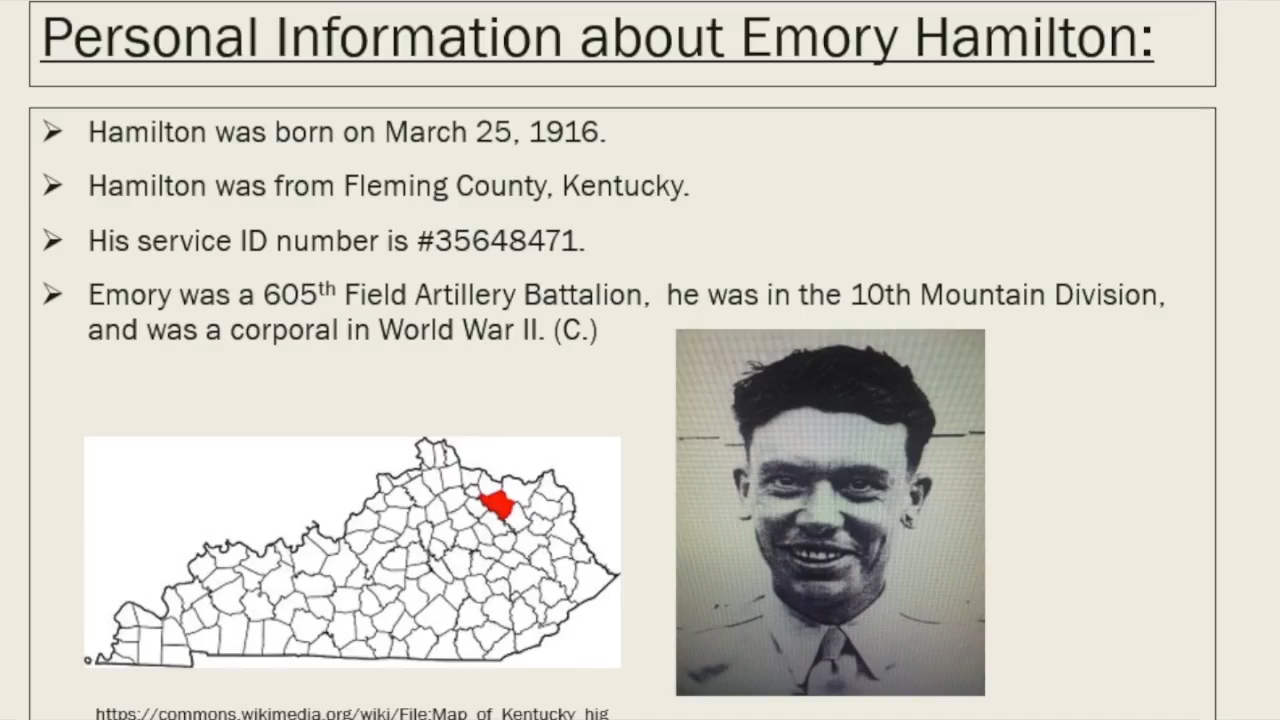 Personal Information about Emory Hamilton:
➢ Hamilton was born on March 25, 1916.
➢ Hamilton was from Fleming County, Kentucky.
➢ His service ID number is #35648471.
➢ Emory was a 605th Field Artillery Battalion, he was in the 10th Mountain Division,
and was a corporal in World War II. (C.)
https://commons.wikimedia.org/wiki/File:Map_of_Kentucky_hig